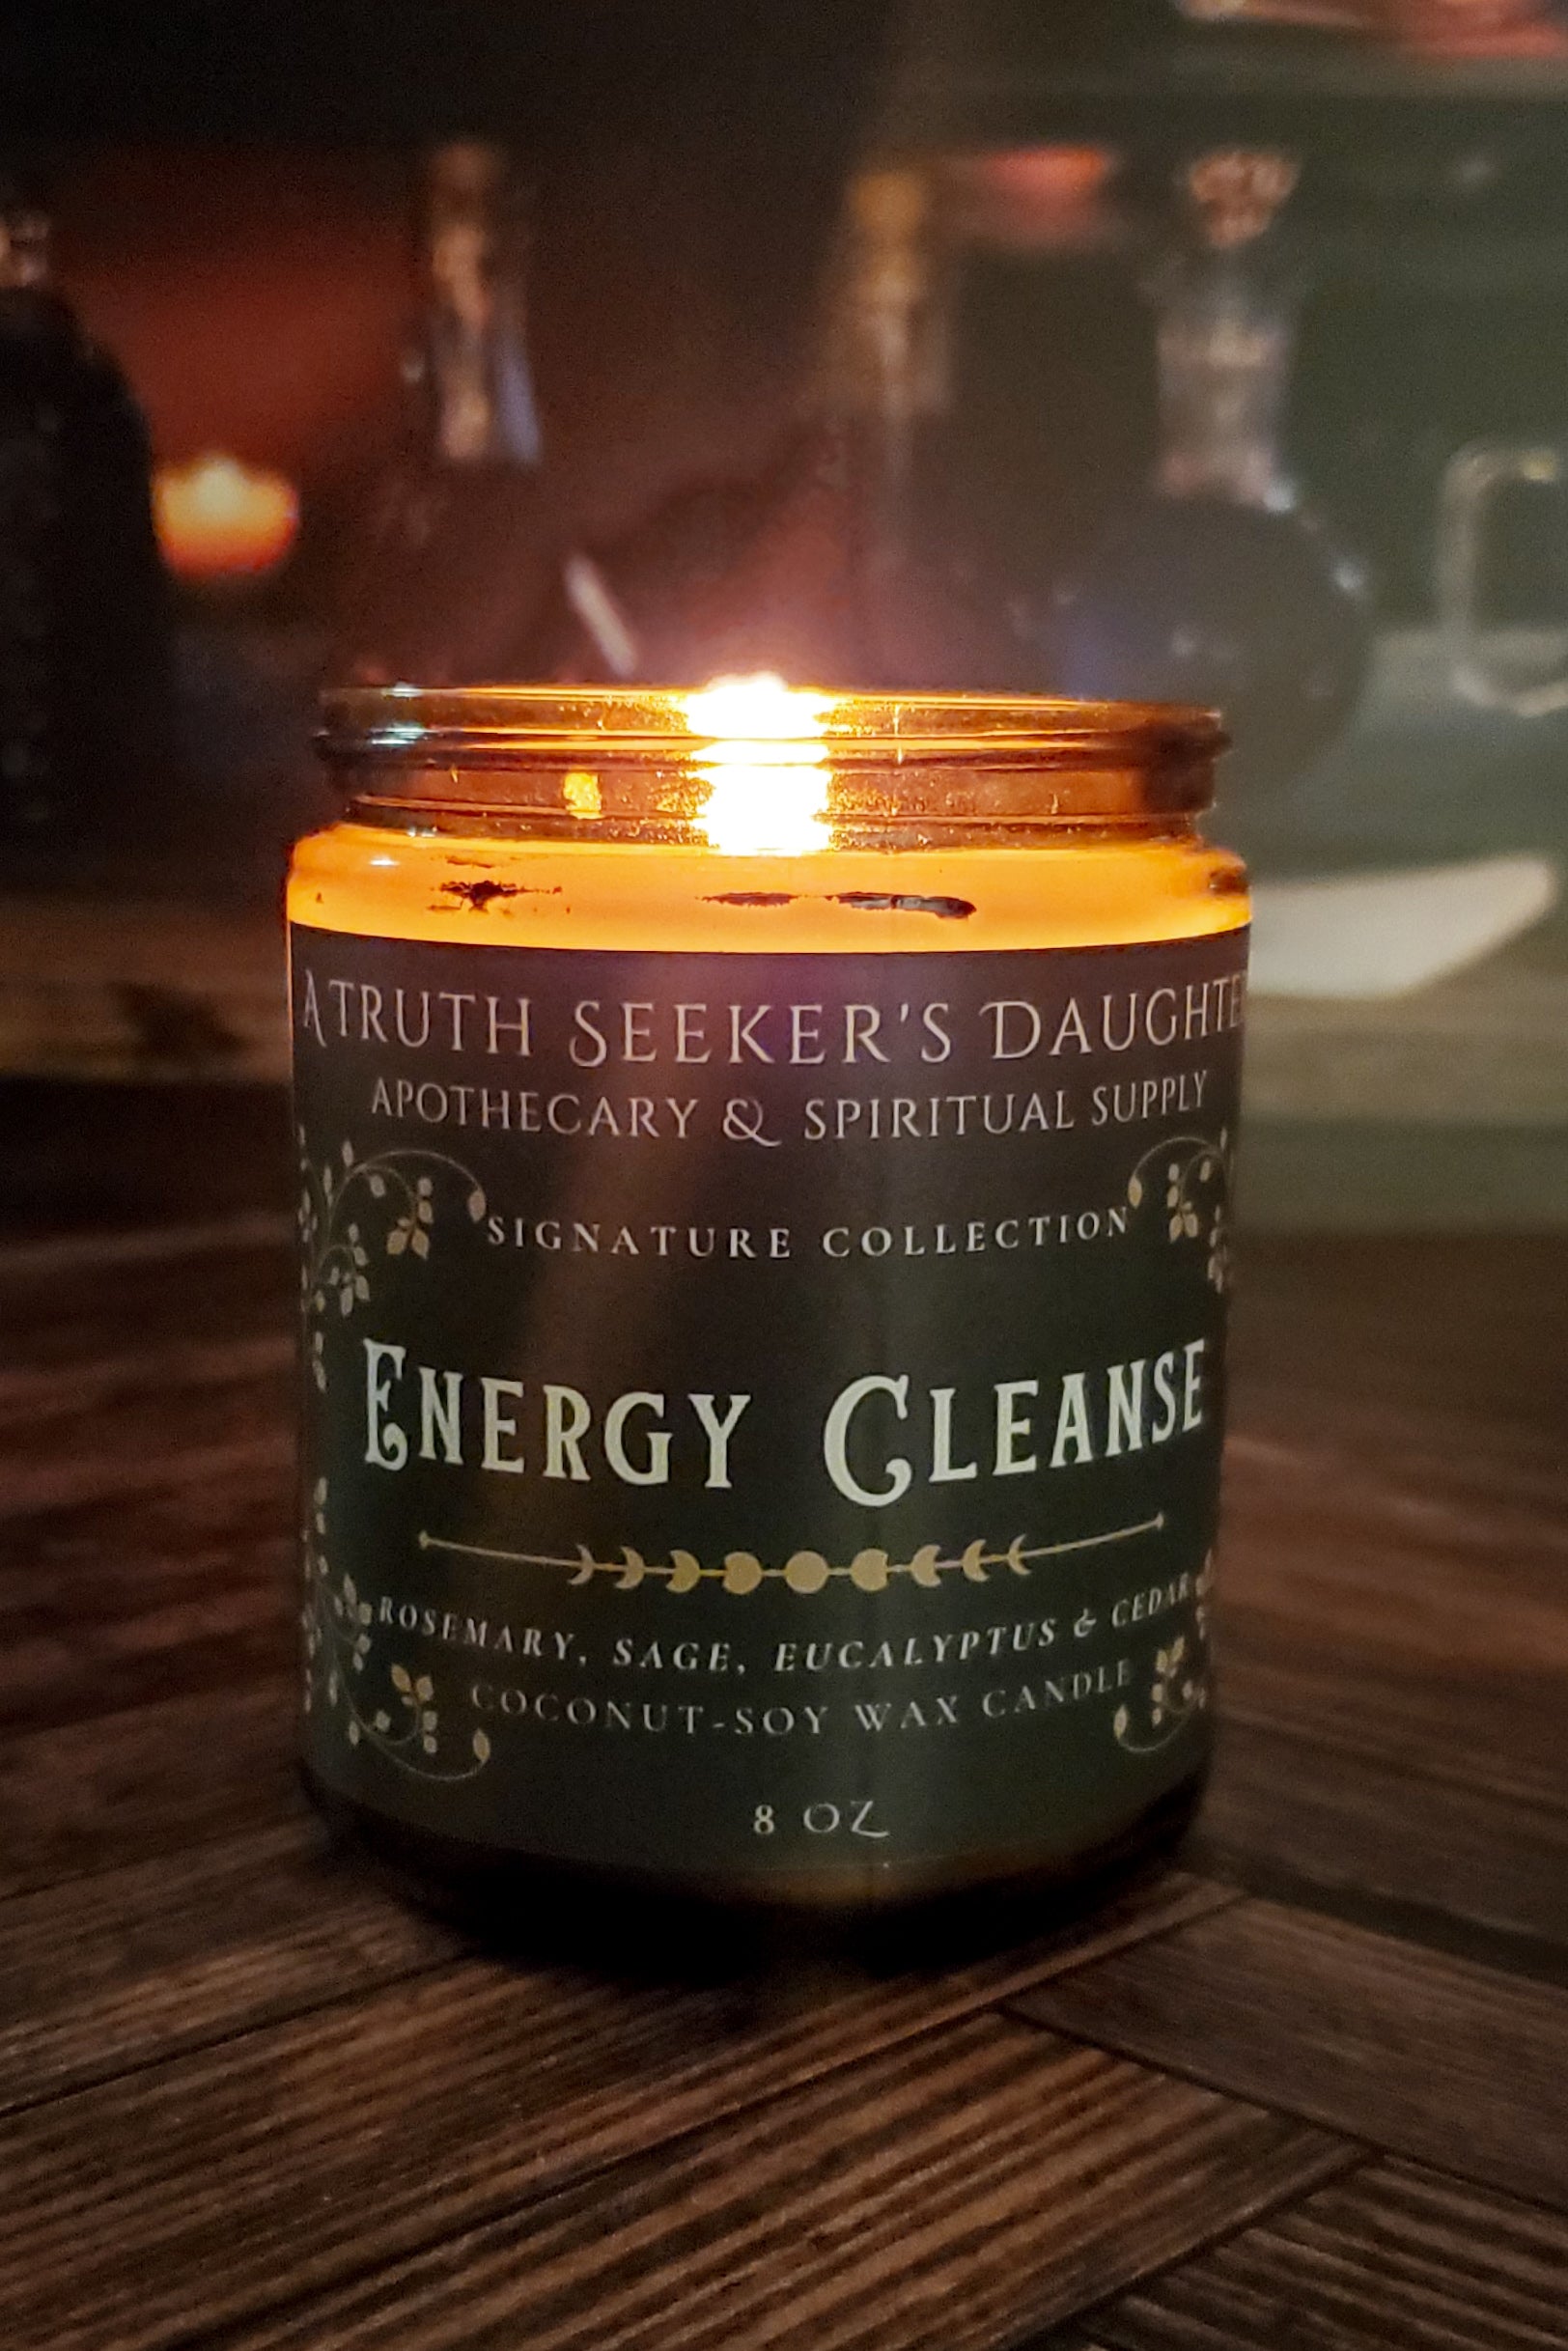 A TRUTH SEEKER'S DAUGHTE
APOTHECARY & SPIRITUAL SUPPLY
SIGNATURE COLLECTION
ENERGY CLEANSE
ROSEMARY, SAGE, EUCALYPTUS & CEDAR
COCONUT-SOY WAX CANDLE
8 OZ